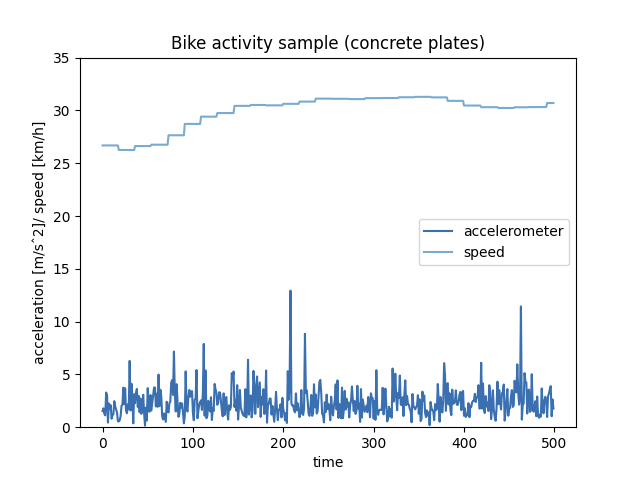 Bike activity sample (concrete plates)
35
30
25
20
15
10
5
0
acceleration [m/s^2]/ speed [km/h]
accelerometer
speed
0 100 200 300 400 500
time